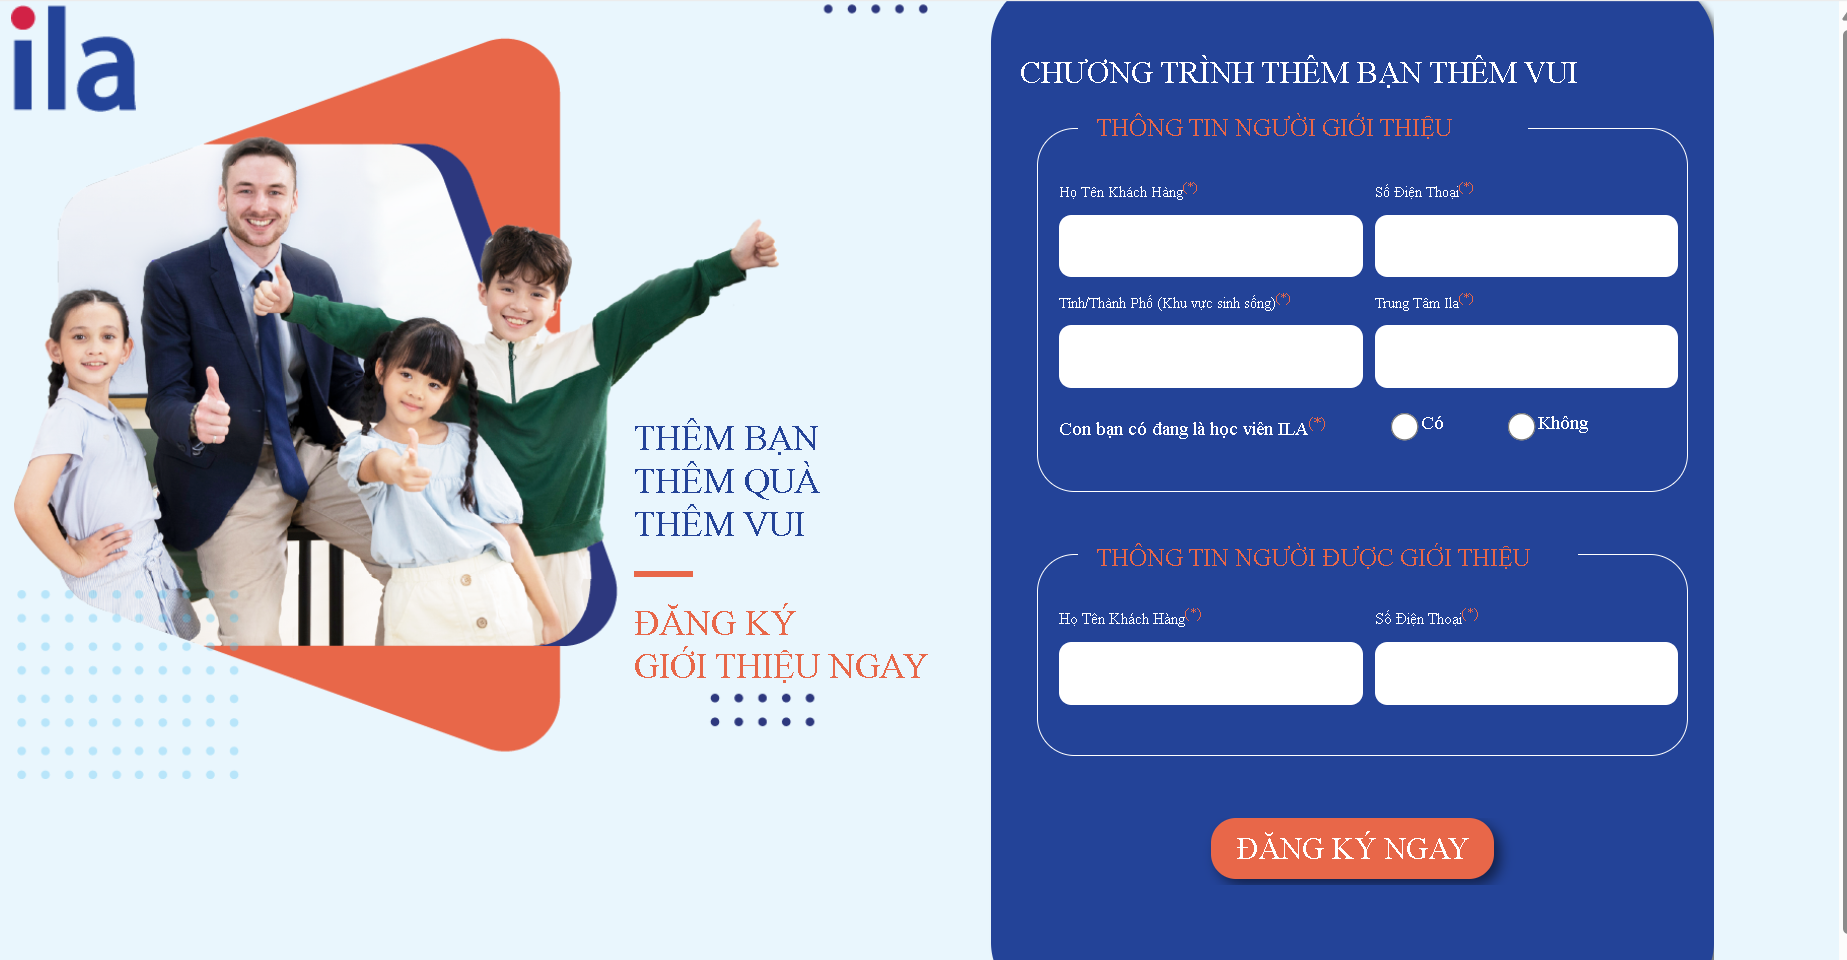 ila
THÊM BẠN
THÊM QUÀ
THÊM VUI
ĐĂNG KÝ
GIỚI THIỆU NGAY
CHƯƠNG TRÌNH THÊM BẠN THÊM VUI
THÔNG TIN NGƯỜI GIỚI THIỆU
Họ Tên Khách Hàng(*)
Số Điện Thoại(*)
Tỉnh/Thành Phố (Khu vực sinh sống)(*)
Trung Tâm Ila(*)
Con bạn có đang là học viên ILA(*)
Có
Không
THÔNG TIN NGƯỜI ĐƯỢC GIỚI THIỆU
Họ Tên Khách Hàng(*)
Số Điện Thoại(*)
ĐĂNG KÝ NGAY